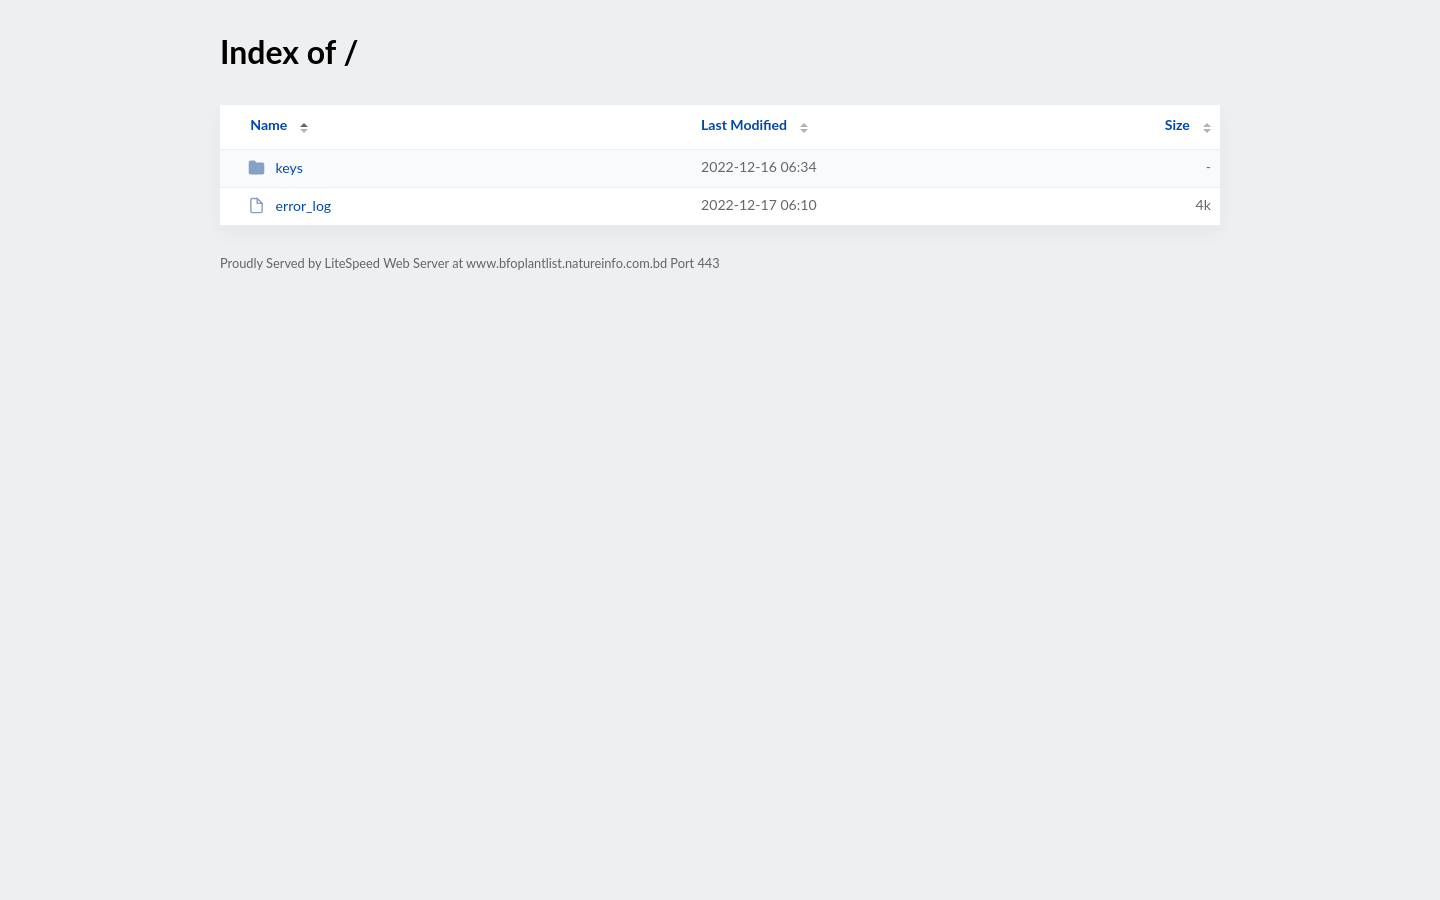 Index of /
Name Last Modified Size
keys 2022-12-16 06:34 -
error_log 2022-12-17 06:10 4k
Proudly Served by LiteSpeed Web Server at www.bfoplantlist.natureinfo.com.bd Port 443